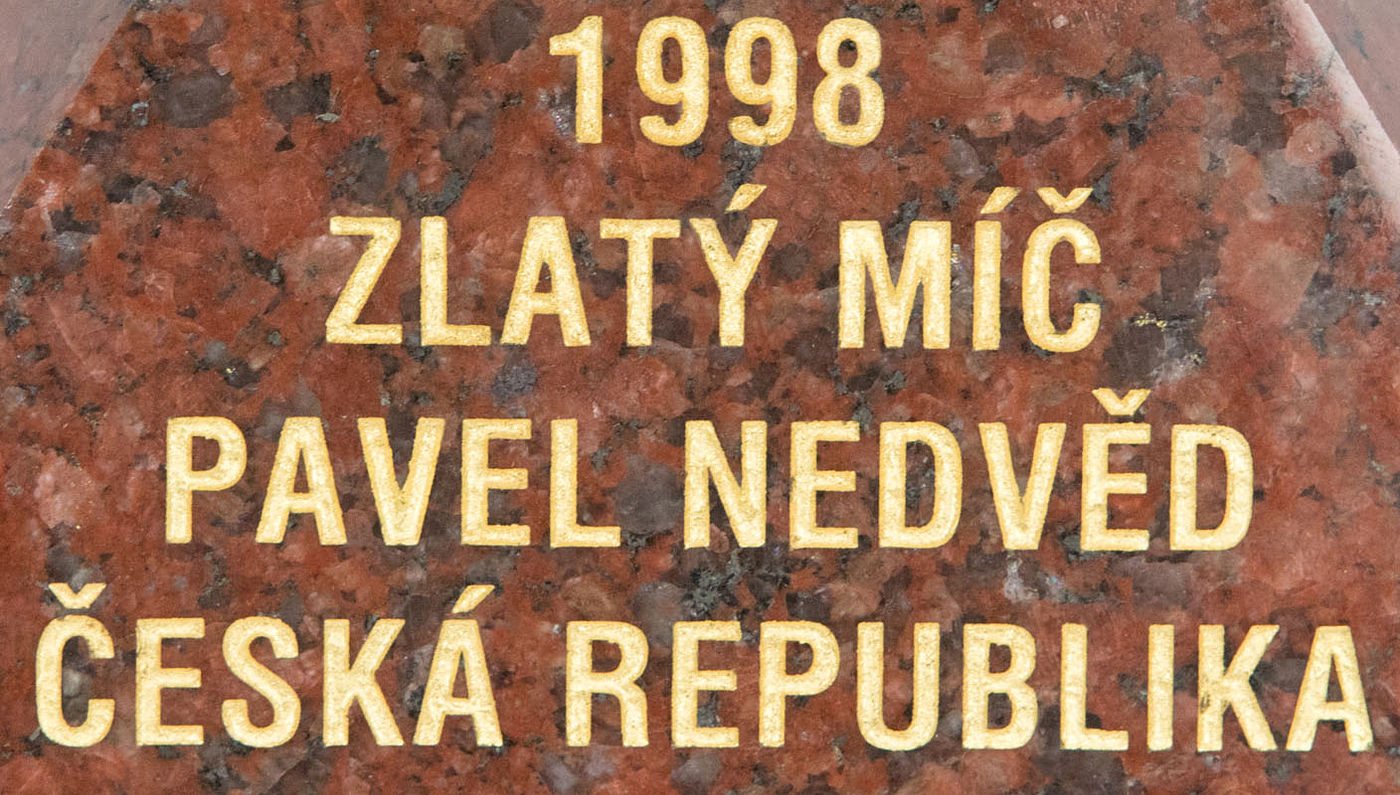 1998
ZLATÝ MÍČ
PAVEL NEDVĚD
ČESKÁ REPUBLIKA